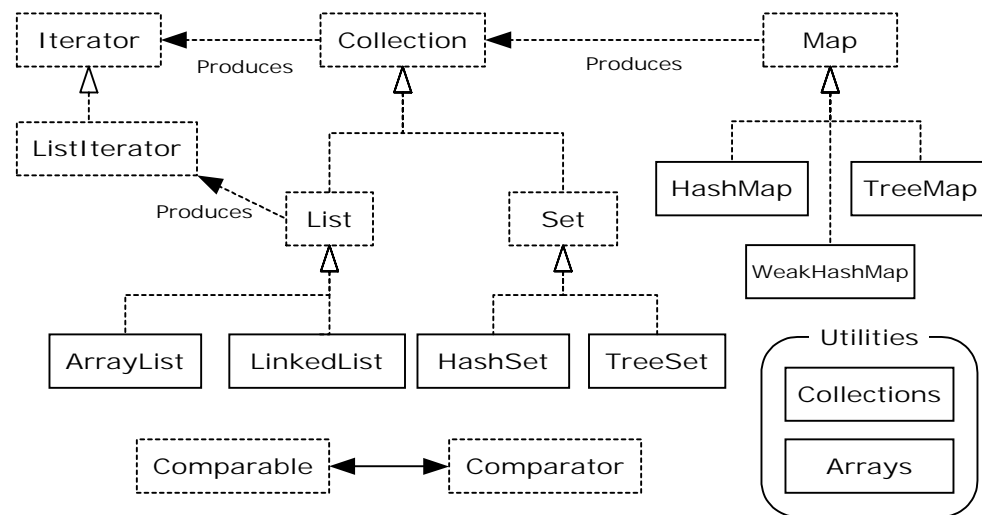 Iterator
Collection
Map
Produces
Produces
ListIterator
Produces
List
Set
HashMap
TreeMap
WeakHashMap
ArrayList
LinkedList
HashSet
TreeSet
Utilities
Collections
Arrays
Comparable
Comparator